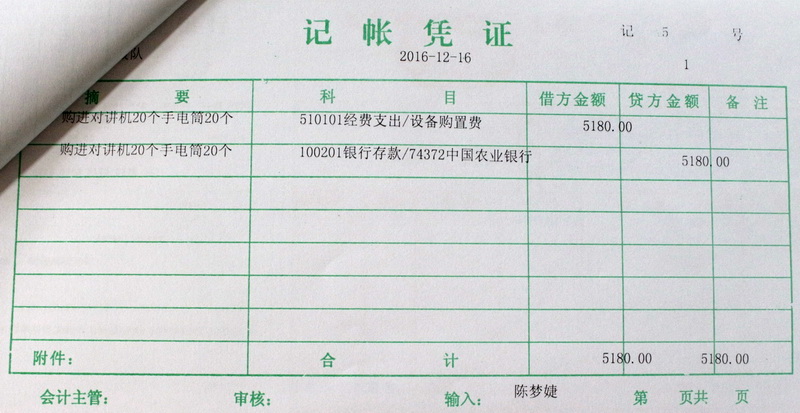 记帐凭证
记 5 号
队
2016-12-16
1
摘要 科目 借方金额 贷方金额 备注
购进对讲机20个手电筒20个 510101经费支出/设备购置费 5180.00
购进对讲机20个手电筒20个 100201银行存款/74372中国农业银行 5180.00
附件： 合计 5180.00 5180.00
会计主管： 审核： 输入： 陈梦婕 第 页共 页